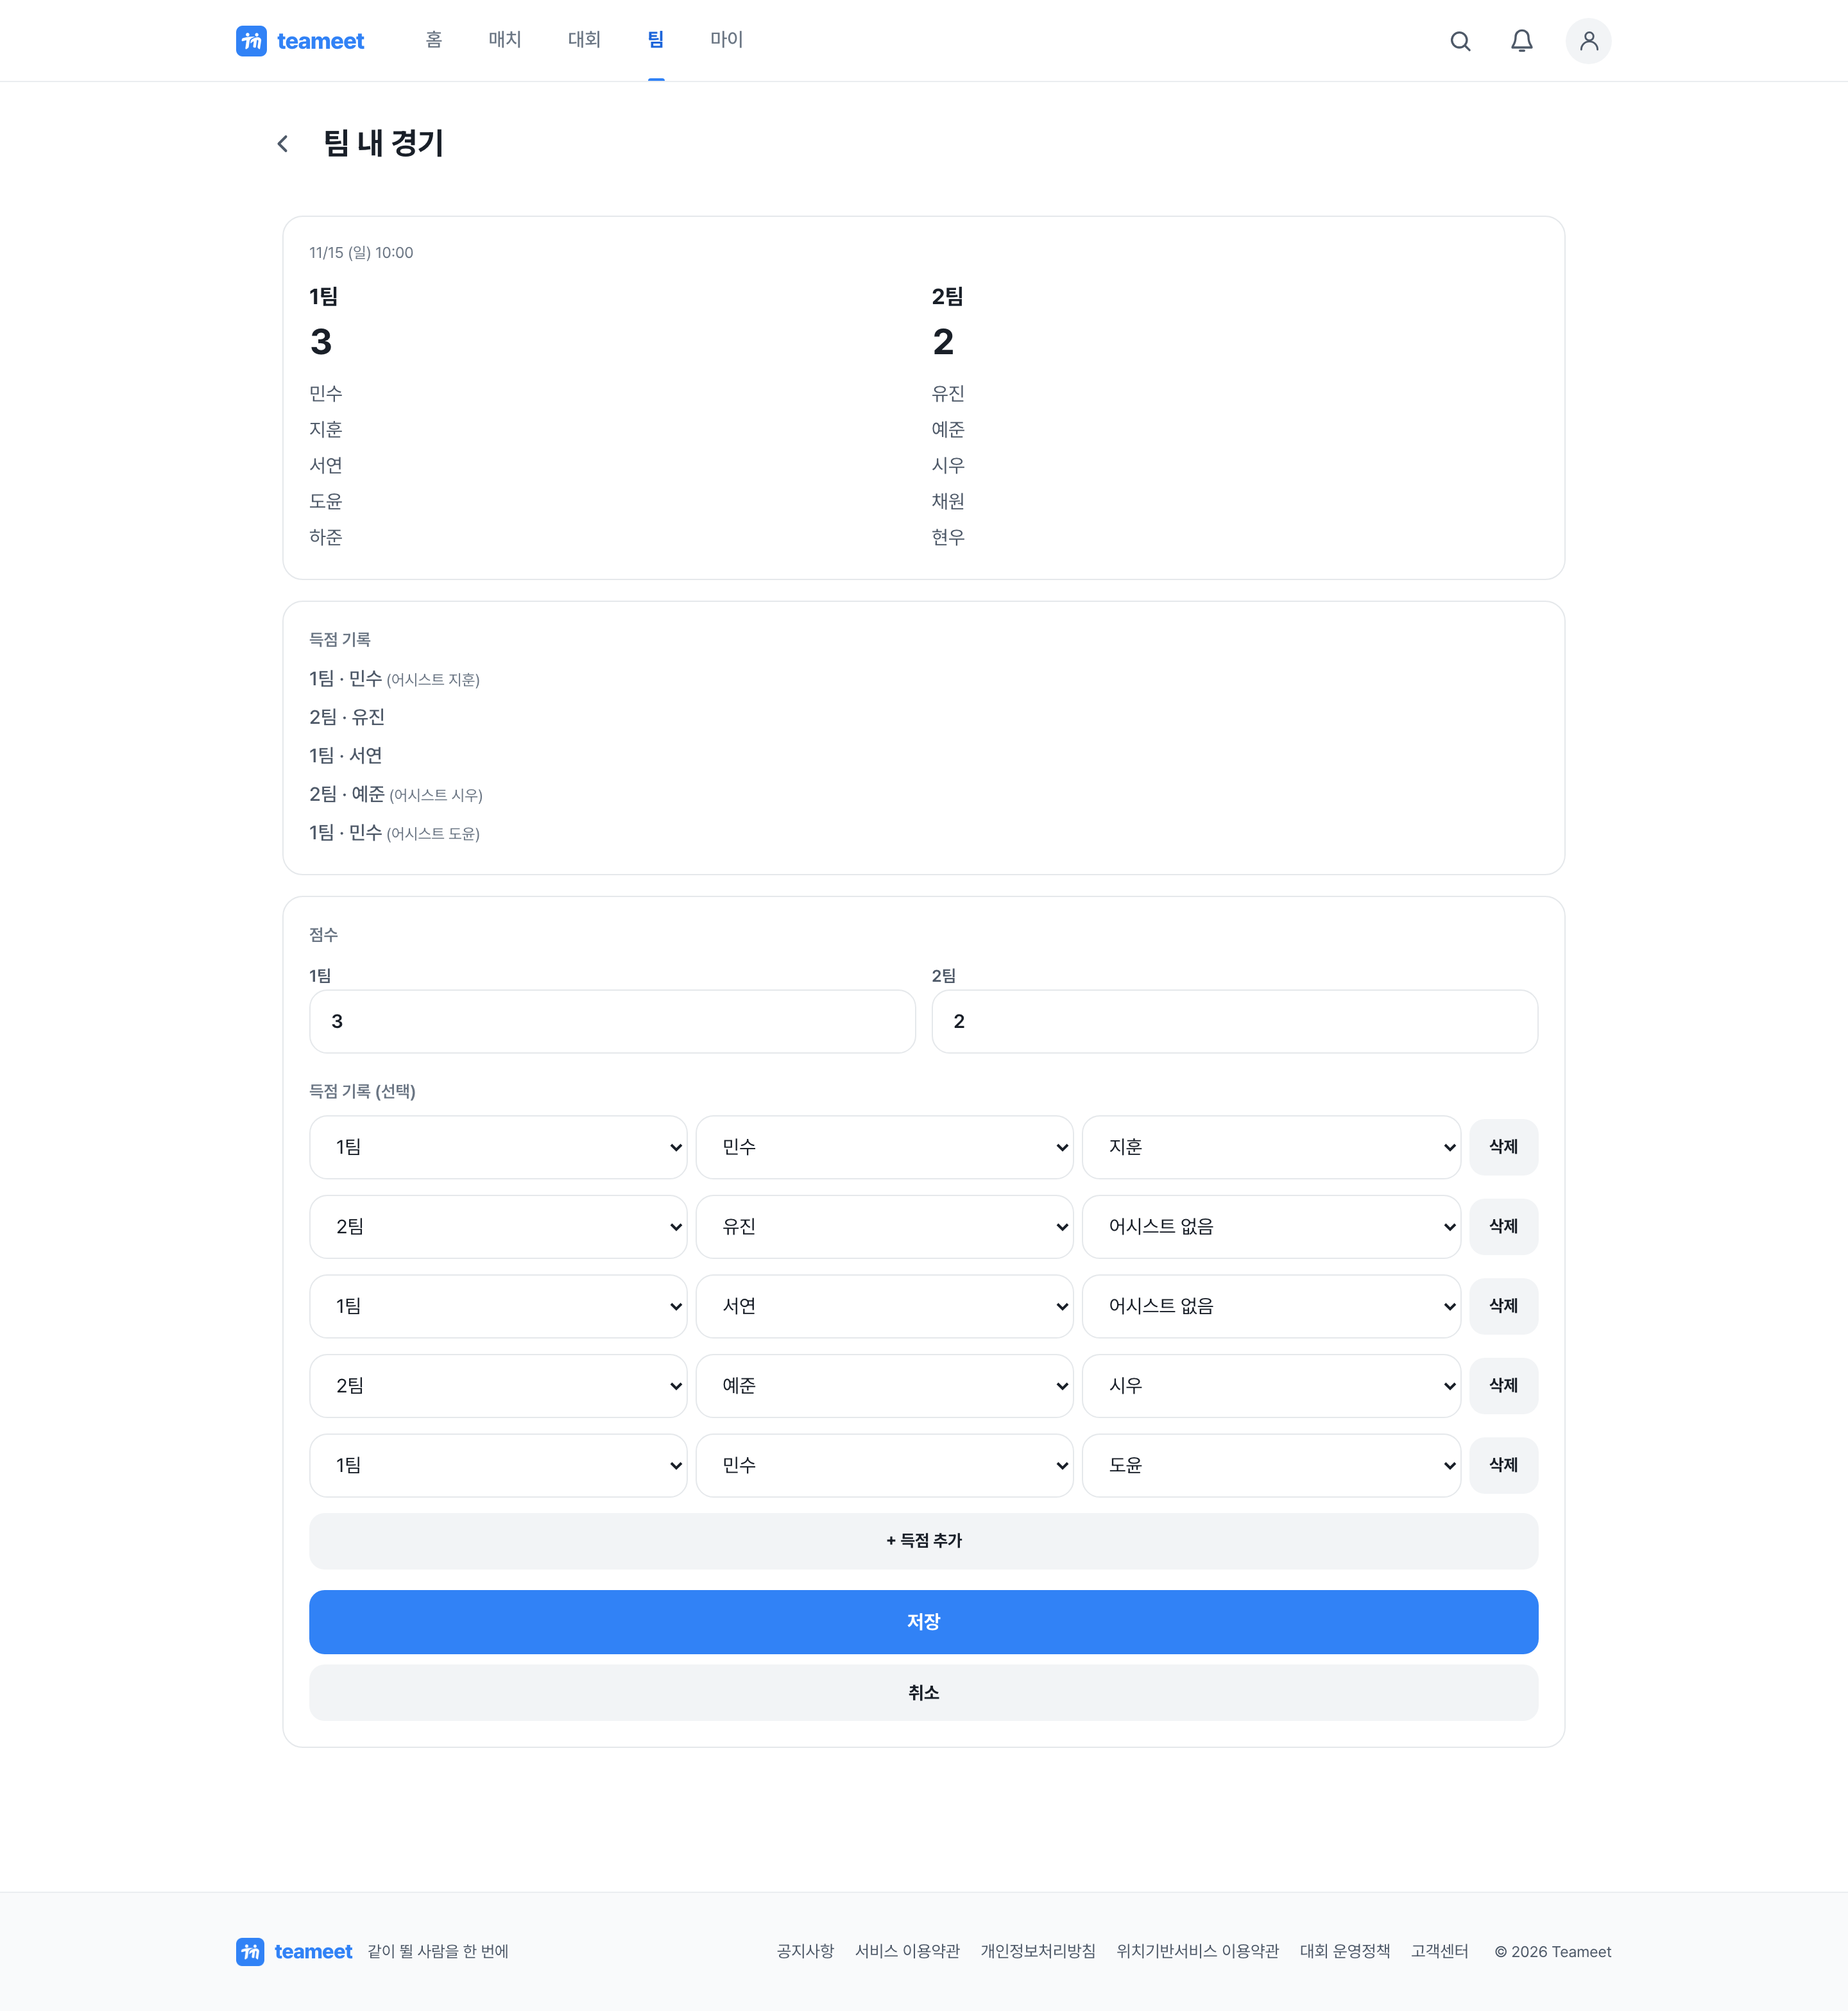 teameet 홈 매치 대회 팀 마이
팀 내 경기
11/15 (일) 10:00
1팀 2팀
3 2
민수 유진
지훈 예준
서연 시우
도윤 채원
하준 현우
득점 기록
1팀 · 민수 (어시스트 지훈)
2팀 · 유진
1팀 · 서연
2팀 · 예준 (어시스트 시우)
1팀 · 민수 (어시스트 도윤)
점수
1팀 2팀
3 2
득점 기록 (선택)
1팀 민수 지훈 삭제
2팀 유진 어시스트 없음 삭제
1팀 서연 어시스트 없음 삭제
2팀 예준 시우 삭제
1팀 민수 도윤 삭제
+ 득점 추가
저장
취소
teameet 같이 뛸 사람을 한 번에 공지사항 서비스 이용약관 개인정보처리방침 위치기반서비스 이용약관 대회 운영정책 고객센터 © 2026 Teameet